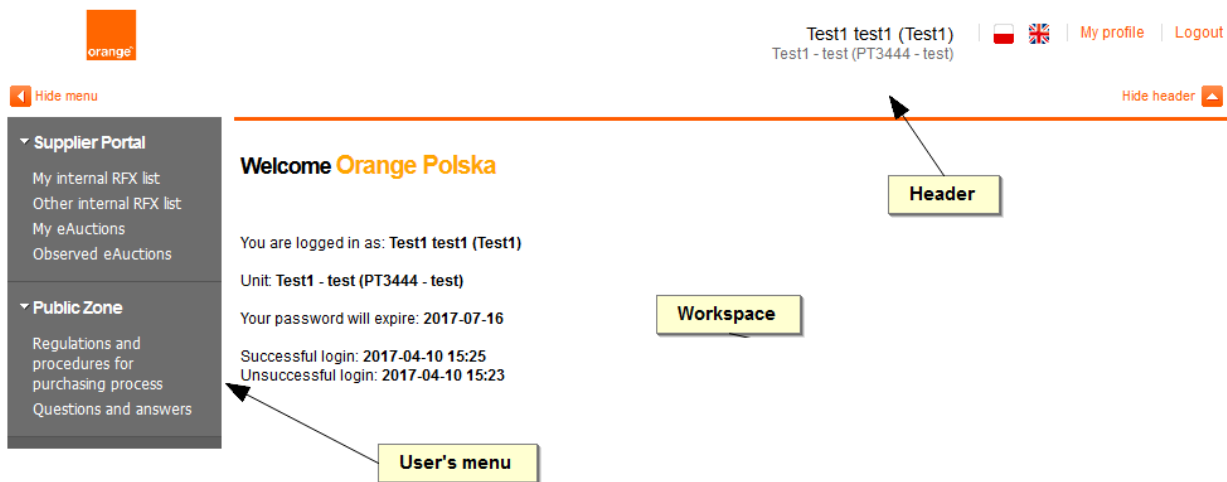 orange
Test1 test1 (Test1)
My profile
Logout
Test1 - test (PT3444 - test)
Hide menu
Hide header
Supplier Portal
My internal RFX list
Other internal RFX list
My eAuctions
Observed eAuctions
Public Zone
Regulations and
procedures for
purchasing process
Questions and answers
Welcome Orange Polska
You are logged in as: Test1 test1 (Test1)
Unit: Test1 - test (PT3444 - test)
Your password will expire: 2017-07-16
Successful login: 2017-04-10 15:25
Unsuccessful login: 2017-04-10 15:23
Header
Workspace
User's menu